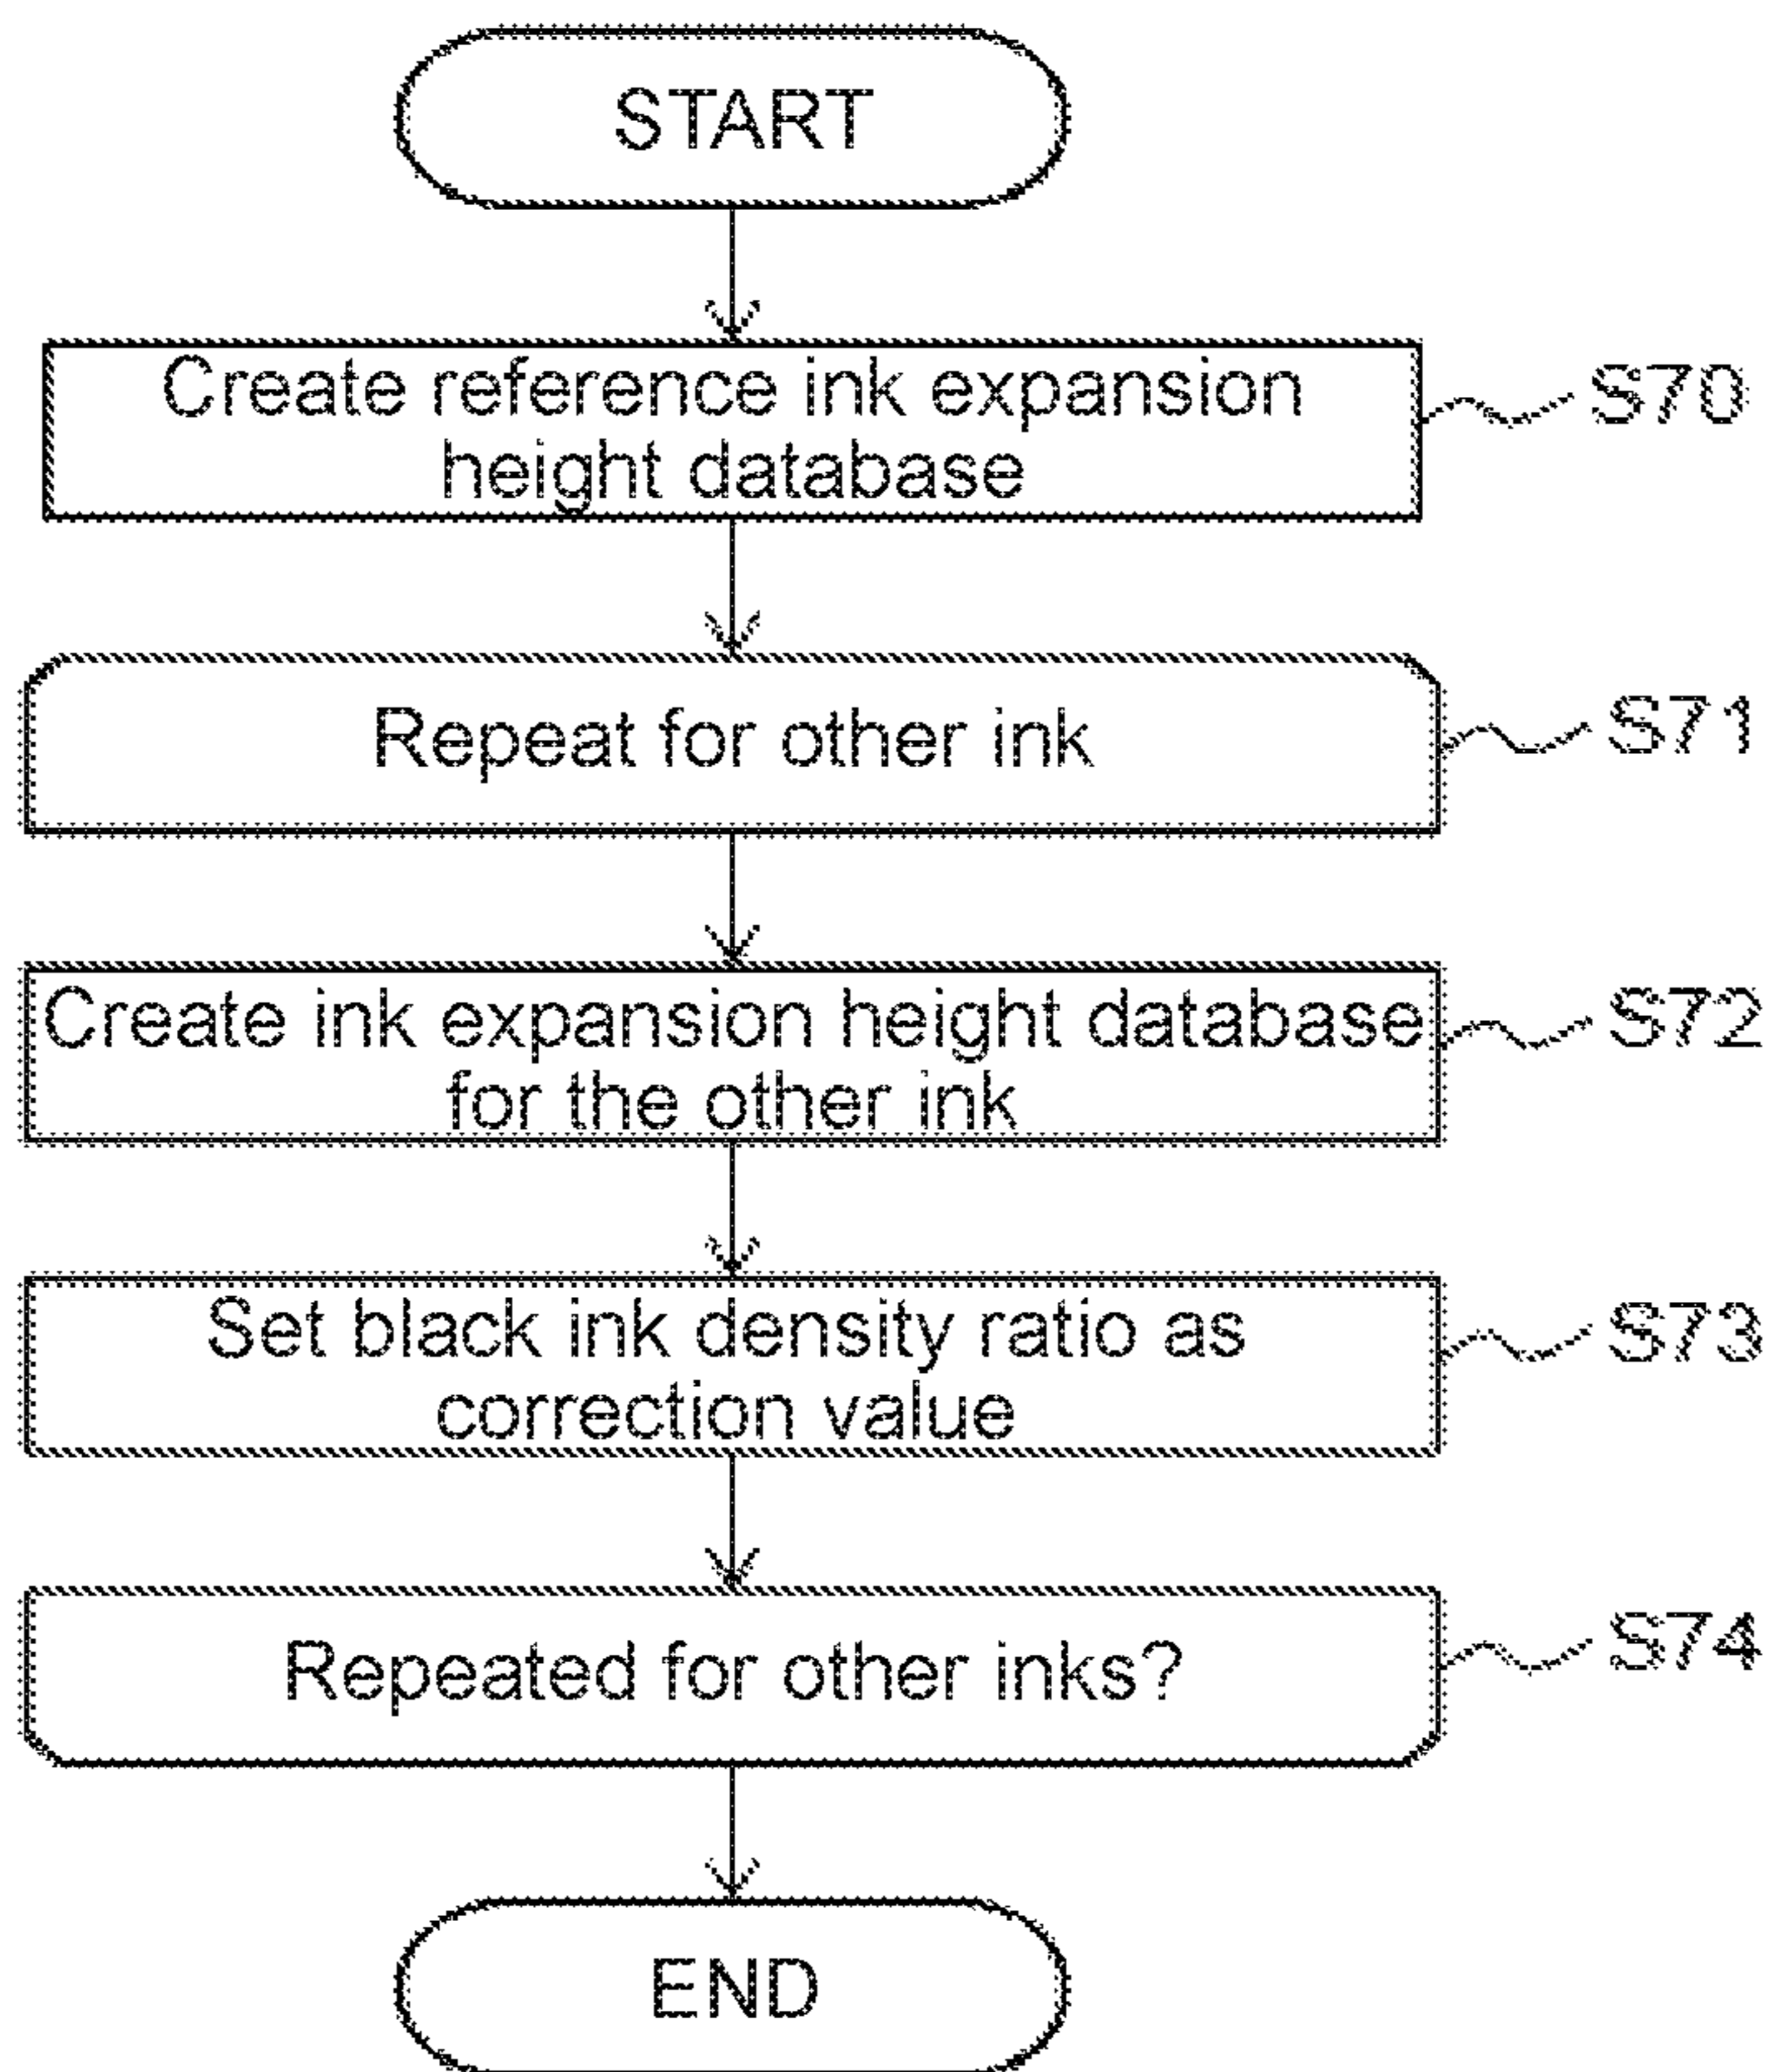 START
Create reference ink expansion
height database
S70
Repeat for other ink
S71
Create ink expansion height database
for the other ink
S72
Set black ink density ratio as
correction value
S73
Repeated for other inks?
S74
END